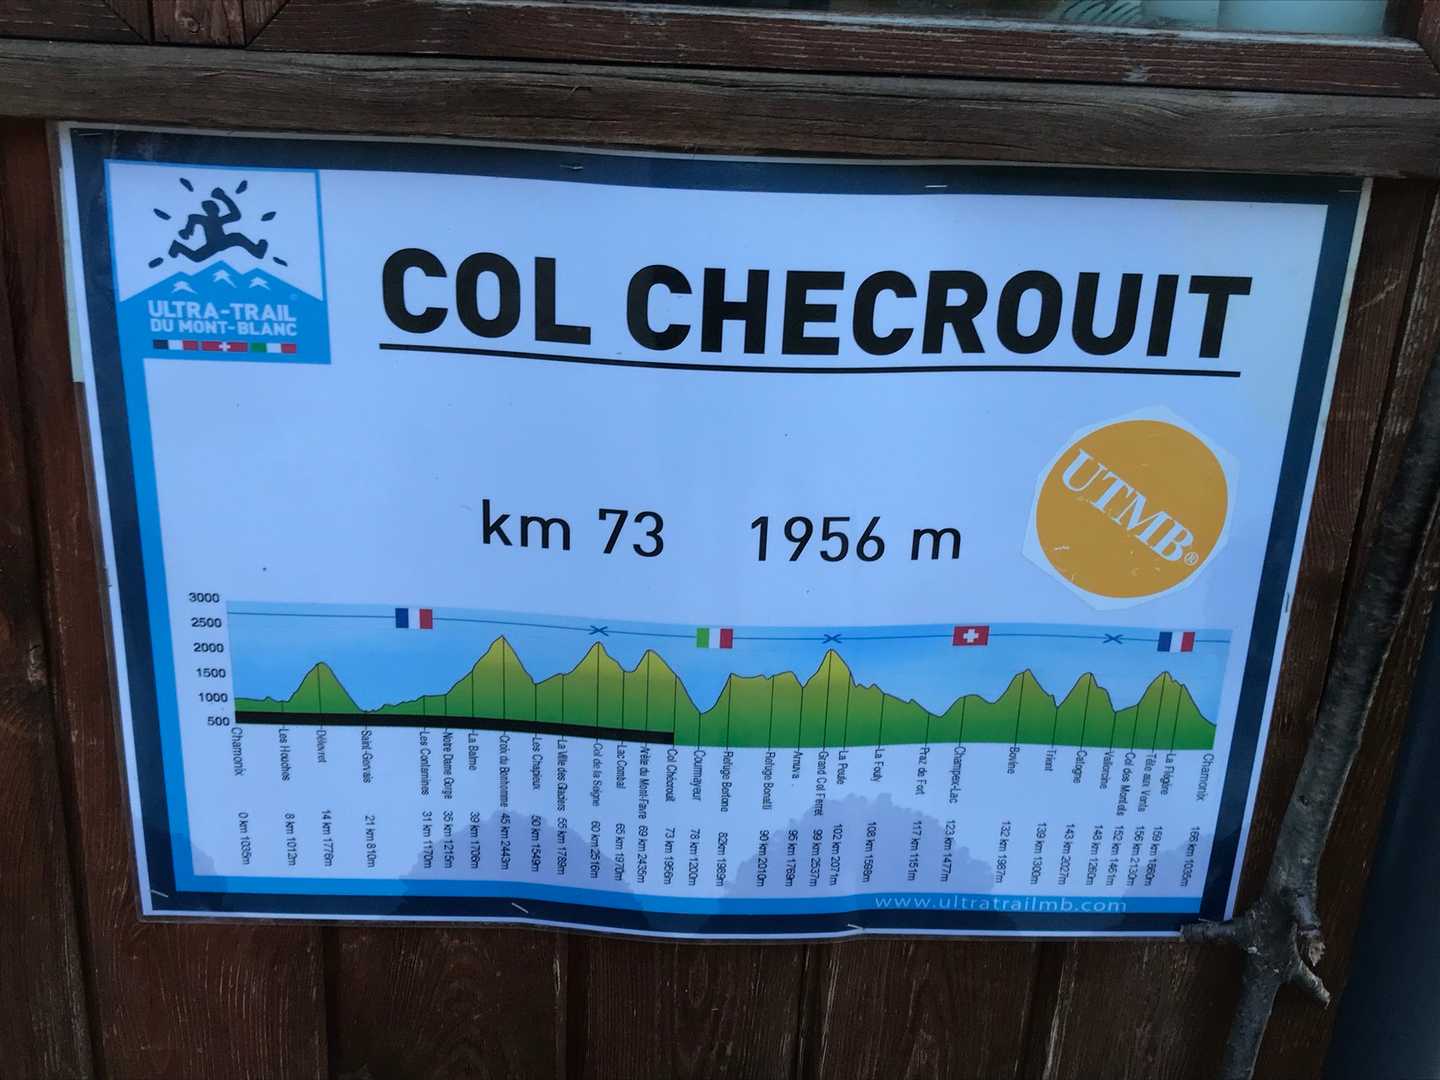 ULTRA-TRAIL
DU MONT-BLANC
COL CHECROUIT
km 73 1956 m
UTMB®
3000
2500
2000
1500
1000
500
Chamonix 0 km 1035m
Les Houches 8 km 1012m
Délevret 14 km 1776m
Saint-Gervais 21 km 810m
Les Contamines 31 km 1170m
Notre Dame Gorge 35 km 1215m
La Balme 39 km 1706m
Croix du Bonhomme 45 km 2443m
Les Chapieux 50 km 1549m
La Ville des Glaciers 55 km 1789m
Col de la Seigne 60 km 2516m
Lac Combal 65 km 1970m
Arête du Mont-Favre 69 km 2435m
Col Chécrouit 73 km 1956m
Courmayeur 78 km 1200m
Refuge Bertone 82km 1989m
Refuge Bonatti 90 km 2010m
Arnuva 95 km 1769m
Grand Col Ferret 99 km 2537m
La Peule 102 km 2071m
La Fouly 108 km 1598m
Praz de Fort 117 km 1151m
Champex-Lac 123 km 1477m
Bovine 132 km 1987m
Trient 139 km 1300m
Catogne 143 km 2027m
Vallorcine 148 km 1260m
Col des Montets 152 km 1461m
Tête aux Vents 156 km 2130m
La Flégère 159 km 1860m
Chamonix 166 km 1035m
www.ultratrailmb.com